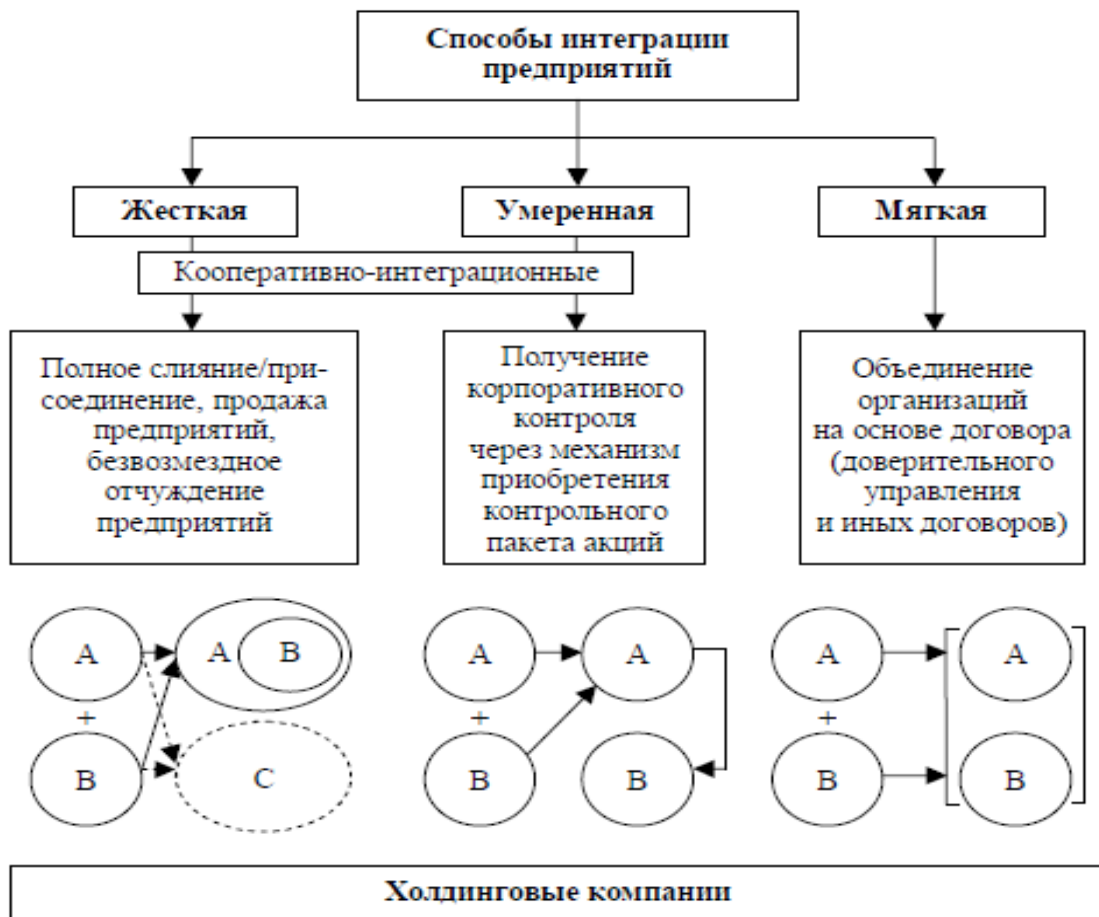 Способы интеграции
предприятий
Жесткая
Умеренная
Мягкая
Кооперативно-интеграционные
Полное слияние/при-
соединение, продажа
предприятий,
безвозмездное
отчуждение
предприятий
Получение
корпоративного
контроля
через механизм
приобретения
контрольного
пакета акций
Объединение
организаций
на основе договора
(доверительного
управления
и иных договоров)
A
+
B
A B
C
A
+
B
A
B
A
+
B
A
B
Холдинговые компании